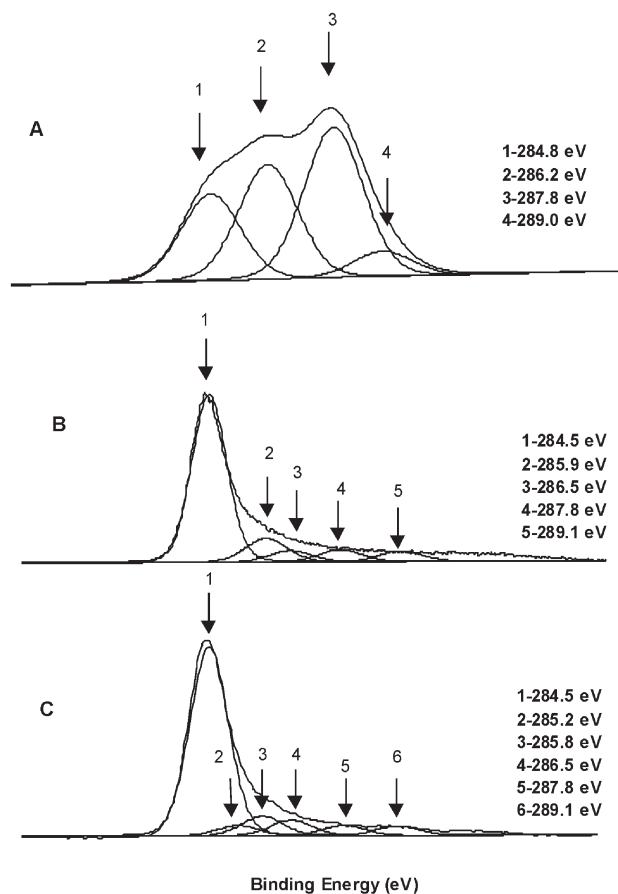 3
2
1
A
4
1-284.8 eV
2-286.2 eV
3-287.8 eV
4-289.0 eV
1
B
2
3
4
5
1-284.5 eV
2-285.9 eV
3-286.5 eV
4-287.8 eV
5-289.1 eV
1
C
2
3
4
5
6
1-284.5 eV
2-285.2 eV
3-285.8 eV
4-286.5 eV
5-287.8 eV
6-289.1 eV
Binding Energy (eV)